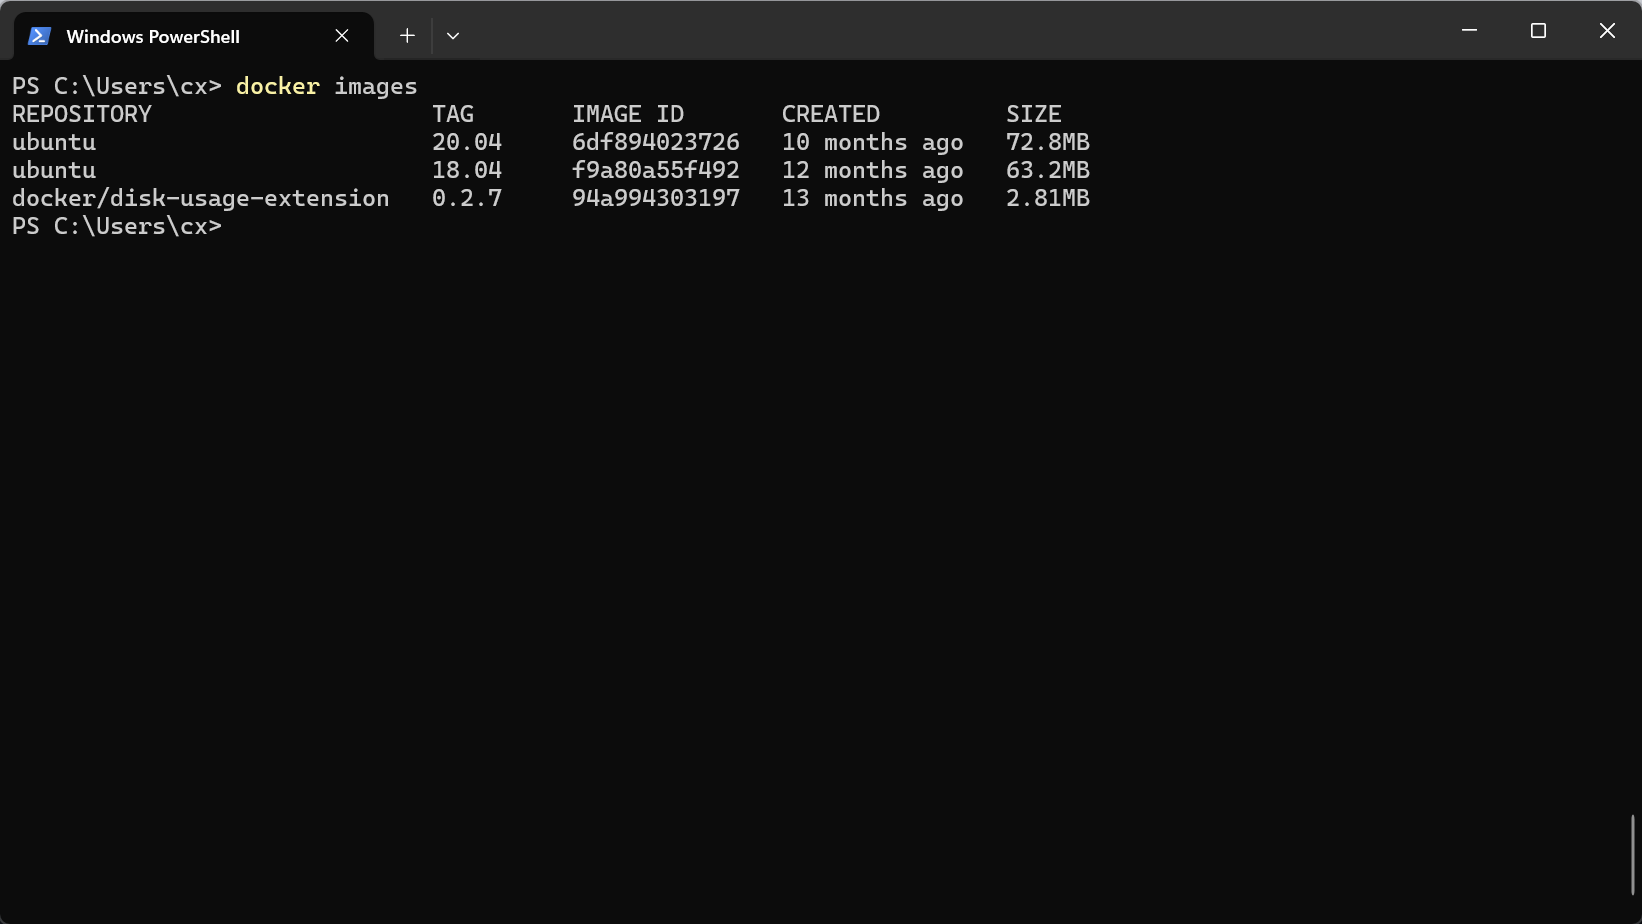 Windows PowerShell
PS C:\Users\cx> docker images
REPOSITORY                    TAG       IMAGE ID       CREATED         SIZE
ubuntu                        20.04     6df894023726   10 months ago   72.8MB
ubuntu                        18.04     f9a80a55f492   12 months ago   63.2MB
docker/disk-usage-extension   0.2.7     94a994303197   13 months ago   2.81MB
PS C:\Users\cx>